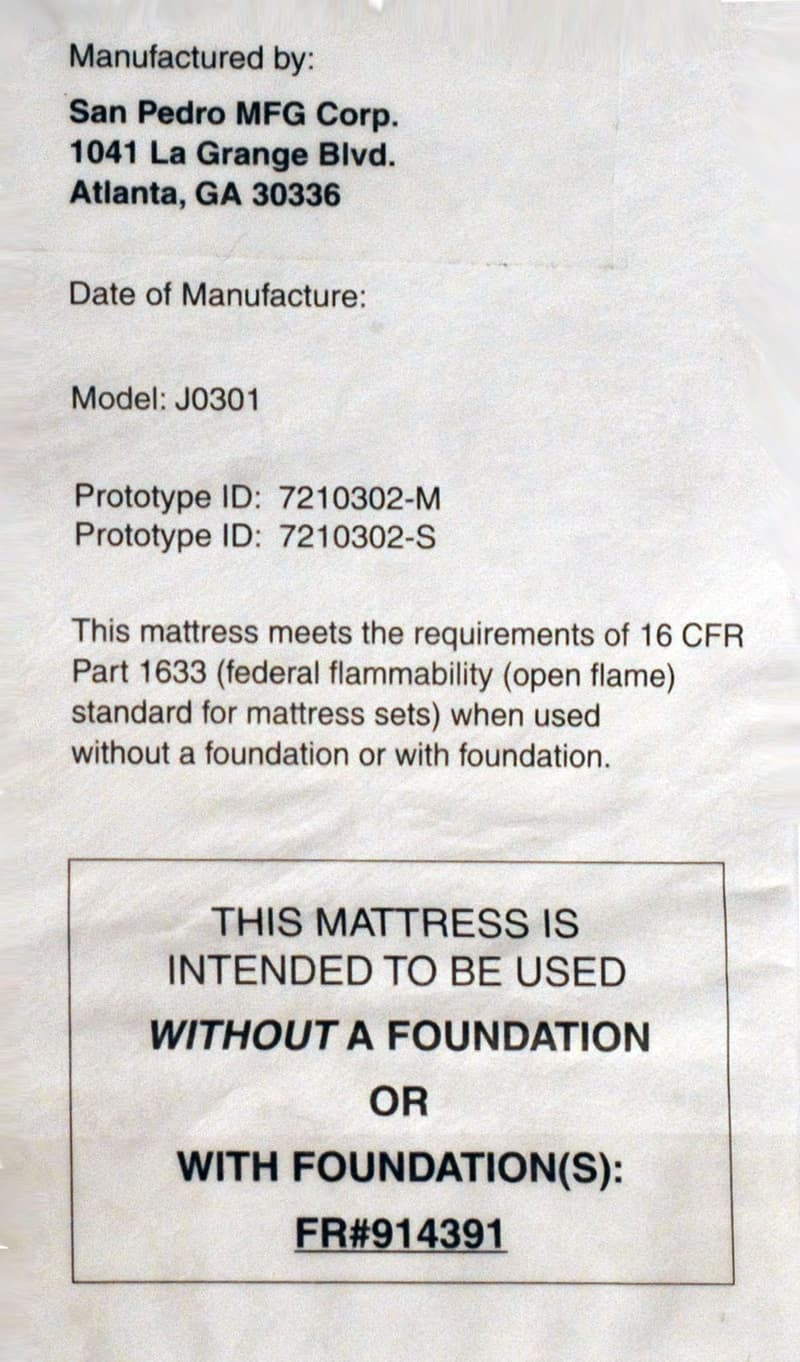 Manufactured by:
San Pedro MFG Corp.
1041 La Grange Blvd.
Atlanta, GA 30336
Date of Manufacture:
Model: J0301
Prototype ID: 7210302-M
Prototype ID: 7210302-S
This mattress meets the requirements of 16 CFR
Part 1633 (federal flammability (open flame)
standard for mattress sets) when used
without a foundation or with foundation.
THIS MATTRESS IS
INTENDED TO BE USED
WITHOUT A FOUNDATION
OR
WITH FOUNDATION(S):
FR#914391